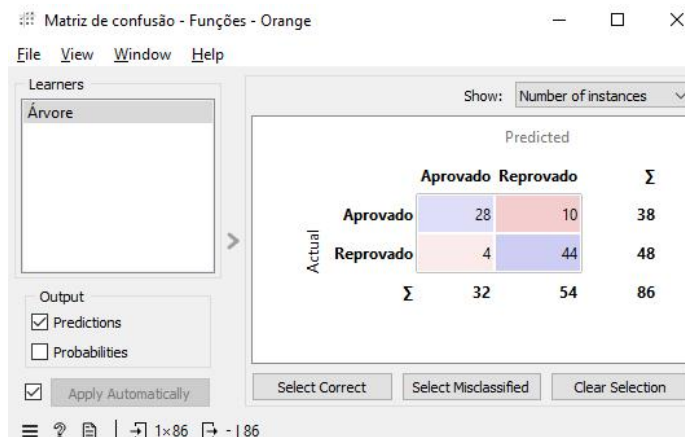 Matriz de confusão - Funções - Orange
File View Window Help
Learners
Árvore
Show: Number of instances
Predicted
Aprovado Reprovado Σ
Aprovado 28 10 38
Actual
Reprovado 4 44 48
Σ 32 54 86
Output
Predictions
Probabilities
Apply Automatically
Select Correct Select Misclassified Clear Selection
1×86 - | 86